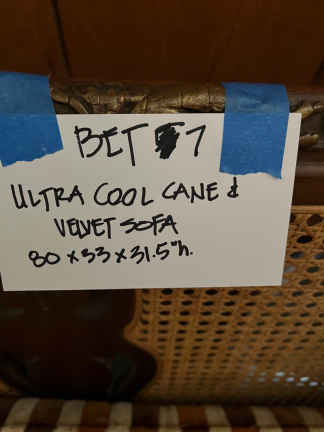 BET 7
ULTRA COOL CANE &
VELVET SOFA
80 x 33 x 31.5"h.